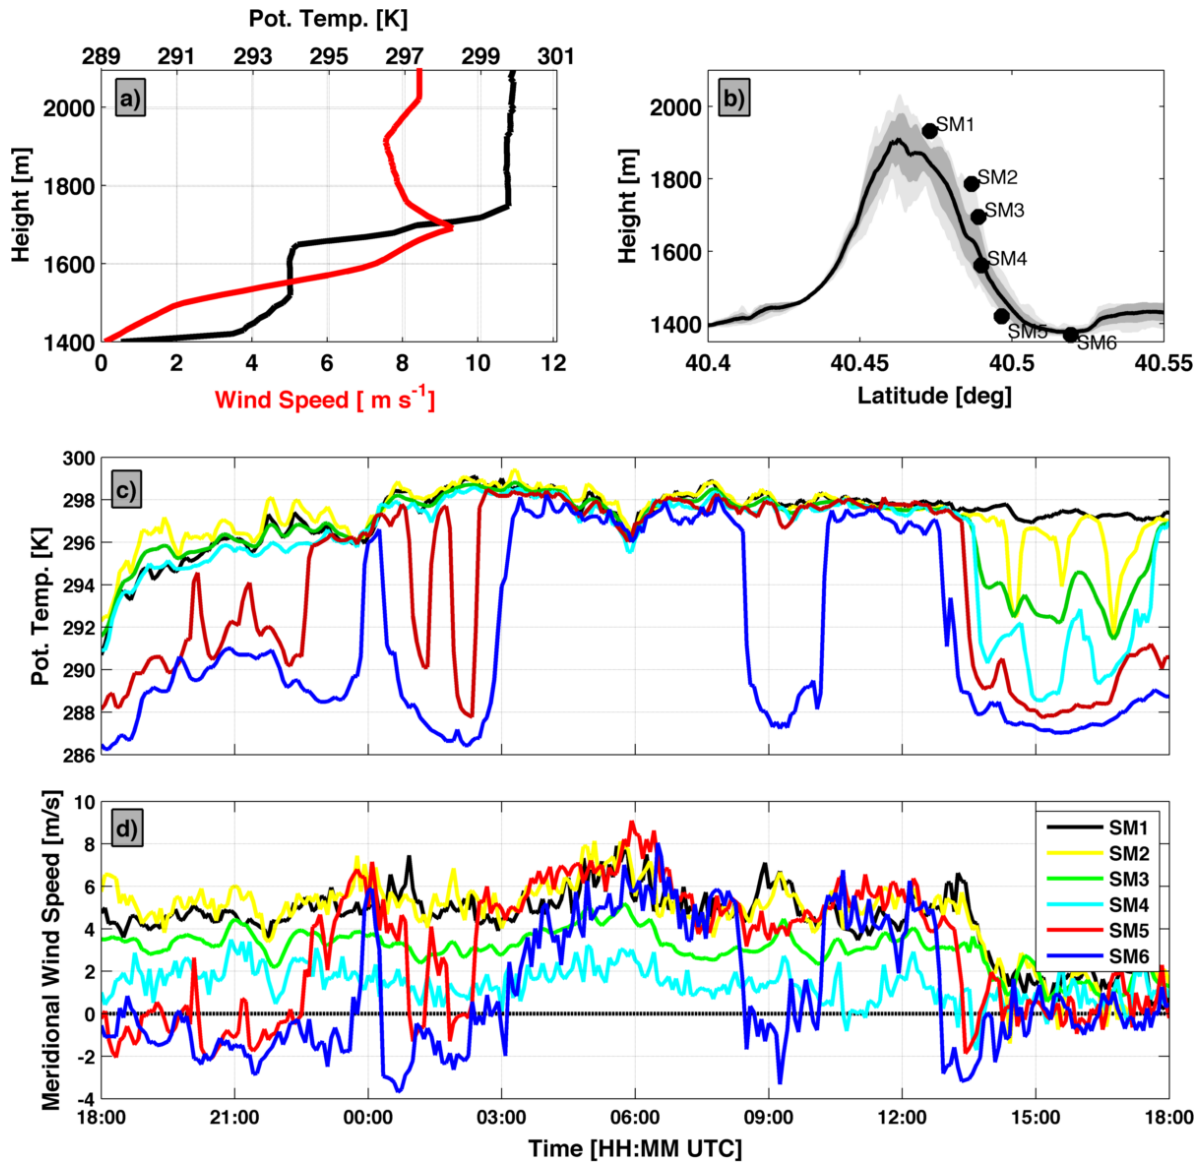 Pot. Temp. [K]
289 291 293 295 297 299 301
a)
2000
1800
1600
1400
Height [m]
0 2 4 6 8 10 12
Wind Speed [ m s-1]
b)
2000
1800
1600
1400
Height [m]
SM1
SM2
SM3
SM4
SM5
SM6
40.4 40.45 40.5 40.55
Latitude [deg]
c)
300
298
296
294
292
290
288
286
Pot. Temp. [K]
d)
10
8
6
4
2
0
-2
-4
Meridional Wind Speed [m/s]
SM1
SM2
SM3
SM4
SM5
SM6
18:00 21:00 00:00 03:00 06:00 09:00 12:00 15:00 18:00
Time [HH:MM UTC]